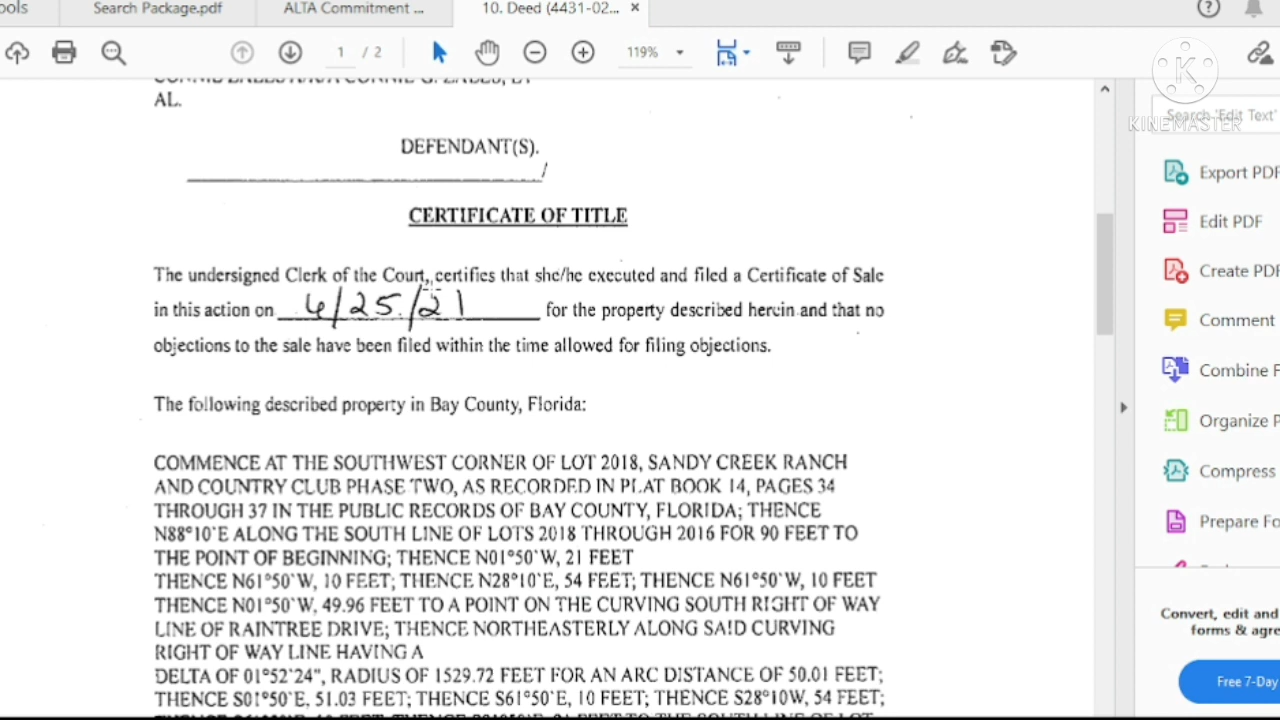 ools
Search Package.pdf
ALTA Commitment ...
10. Deed (4431-02...
1 / 2
119%
AL.
DEFENDANT(S).
/
CERTIFICATE OF TITLE
The undersigned Clerk of the Court, certifies that she/he executed and filed a Certificate of Sale
in this action on 6/25/21 for the property described herein and that no
objections to the sale have been filed within the time allowed for filing objections.
The following described property in Bay County, Florida:
COMMENCE AT THE SOUTHWEST CORNER OF LOT 2018, SANDY CREEK RANCH
AND COUNTRY CLUB PHASE TWO, AS RECORDED IN PLAT BOOK 14, PAGES 34
THROUGH 37 IN THE PUBLIC RECORDS OF BAY COUNTY, FLORIDA; THENCE
N88°10`E ALONG THE SOUTH LINE OF LOTS 2018 THROUGH 2016 FOR 90 FEET TO
THE POINT OF BEGINNING; THENCE N01°50`W, 21 FEET
THENCE N61°50`W, 10 FEET; THENCE N28°10`E, 54 FEET; THENCE N61°50`W, 10 FEET
THENCE N01°50`W, 49.96 FEET TO A POINT ON THE CURVING SOUTH RIGHT OF WAY
LINE OF RAINTREE DRIVE; THENCE NORTHEASTERLY ALONG SAID CURVING
RIGHT OF WAY LINE HAVING A
DELTA OF 01°52`24", RADIUS OF 1529.72 FEET FOR AN ARC DISTANCE OF 50.01 FEET;
THENCE S01°50`E, 51.03 FEET; THENCE S61°50`E, 10 FEET; THENCE S28°10W, 54 FEET;
K
KINEMASTER
Search 'Edit Text'
Export PDF
Edit PDF
Create PDF
Comment
Combine F
Organize P
Compress
Prepare Fo
Convert, edit and
forms & agre
Free 7-Day